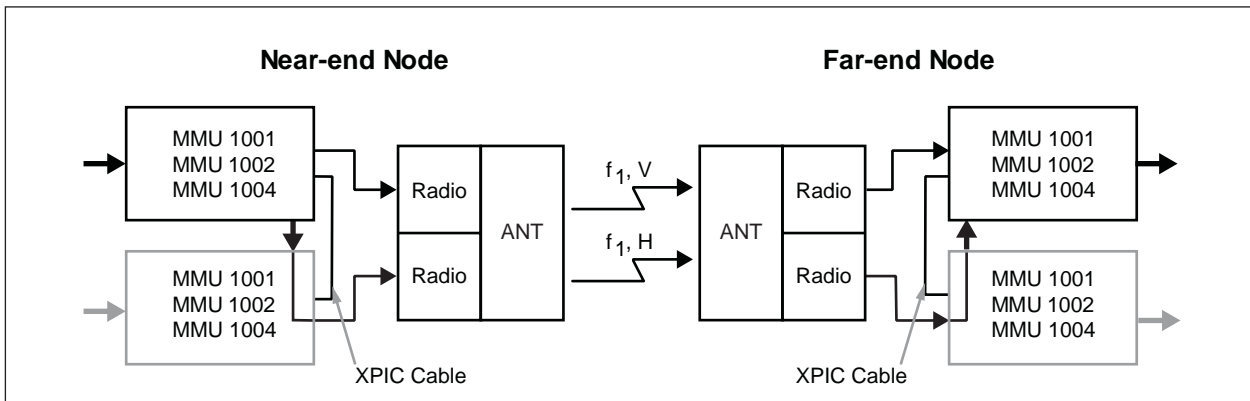 Near-end Node
Far-end Node
MMU 1001
MMU 1002
MMU 1004
Radio
ANT
f1, V
ANT
Radio
MMU 1001
MMU 1002
MMU 1004
MMU 1001
MMU 1002
MMU 1004
Radio
f1, H
Radio
MMU 1001
MMU 1002
MMU 1004
XPIC Cable
XPIC Cable